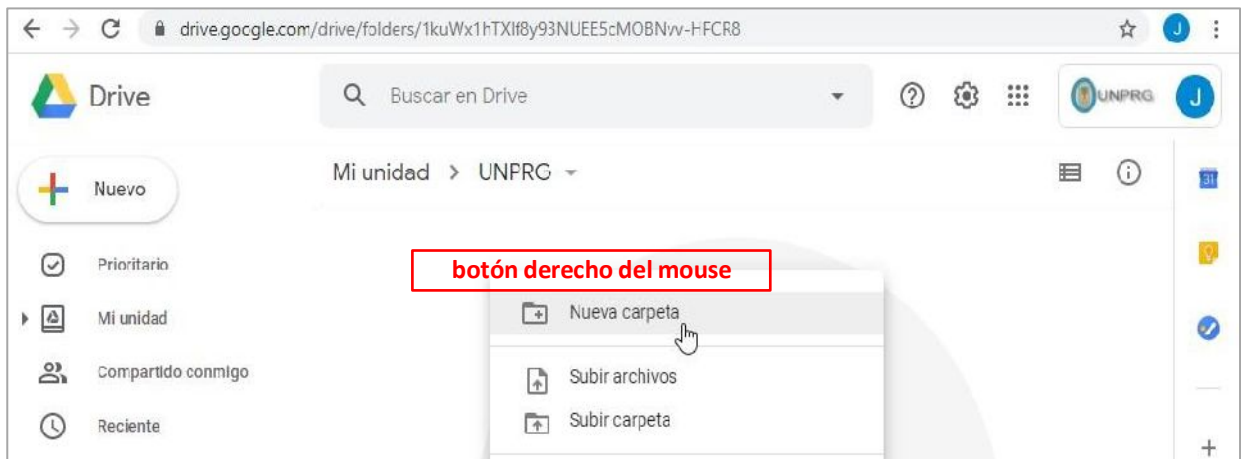 drive.gocgle.com/drive/folders/1kuWx1hTXIf8y93NUEE5cMOBNvv-HFCR8
J
Drive
Buscar en Drive
UNPRG
J
Nuevo
Mi unidad > UNPRG
31
Prioritario
botón derecho del mouse
Nueva carpeta
Mi unidad
Compartido conmigo
Subir archivos
Reciente
Subir carpeta